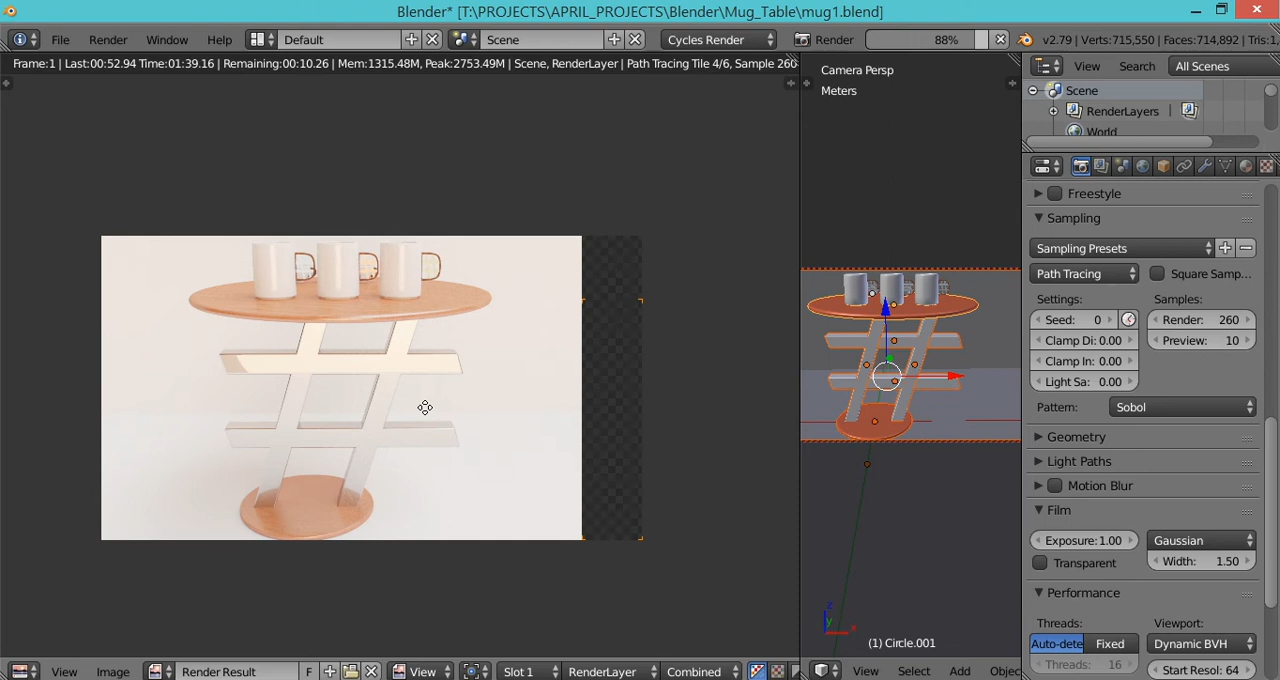 Blender* [T:\PROJECTS\APRIL_PROJECTS\Blender\Mug_Table\mug1.blend]
File Render Window Help Default Scene Cycles Render Render 88% v2.79 | Verts:715,550 | Faces:714,892 | Tris:1,
Frame:1 | Last:00:52.94 Time:01:39.16 | Remaining:00:10.26 | Mem:1315.48M, Peak:2753.49M | Scene, RenderLayer | Path Tracing Tile 4/6, Sample 260
Camera Persp
Meters
View Search All Scenes
Scene
RenderLayers
World
Freestyle
Sampling
Sampling Presets
Path Tracing Square Samp...
Settings: Samples:
Seed: 0 Render: 260
Clamp Di: 0.00 Preview: 10
Clamp In: 0.00
Light Sa: 0.00
Pattern: Sobol
Geometry
Light Paths
Motion Blur
Film
Exposure:1.00 Gaussian
Transparent Width: 1.50
Performance
Threads: Viewport:
Auto-dete Fixed Dynamic BVH
Threads: 16 Start Resol: 64
z
y
x
(1) Circle.001
View Image Render Result F View Slot 1 RenderLayer Combined
View Select Add Objec